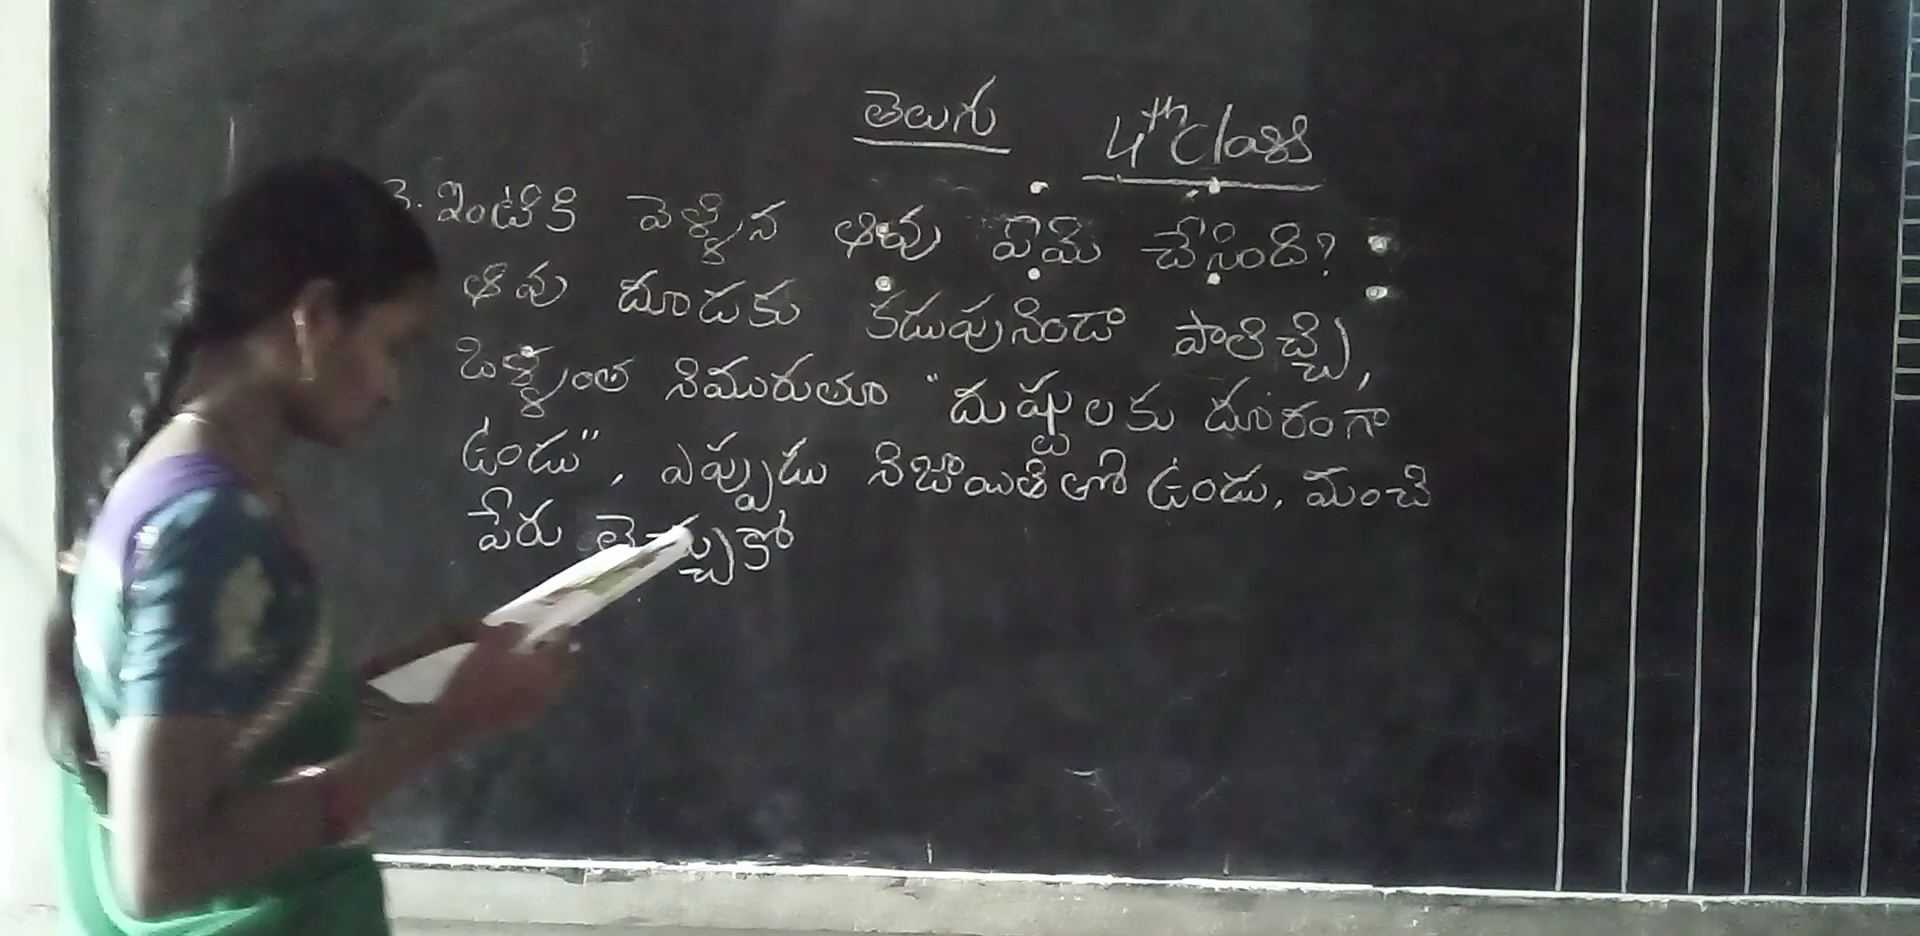 తెలుగు 4th class
3. ఇంటికి వెళ్ళిన ఆవు ఏమి చేసింది?
ఆవు దూడకు కడుపునిండా పాలిచ్చి,
ఒళ్ళంత నిమురుతూ "దుష్టులకు దూరంగా
ఉండు", ఎప్పుడు నిజాయితీతో ఉండు, మంచి
పేరు తెచ్చుకో